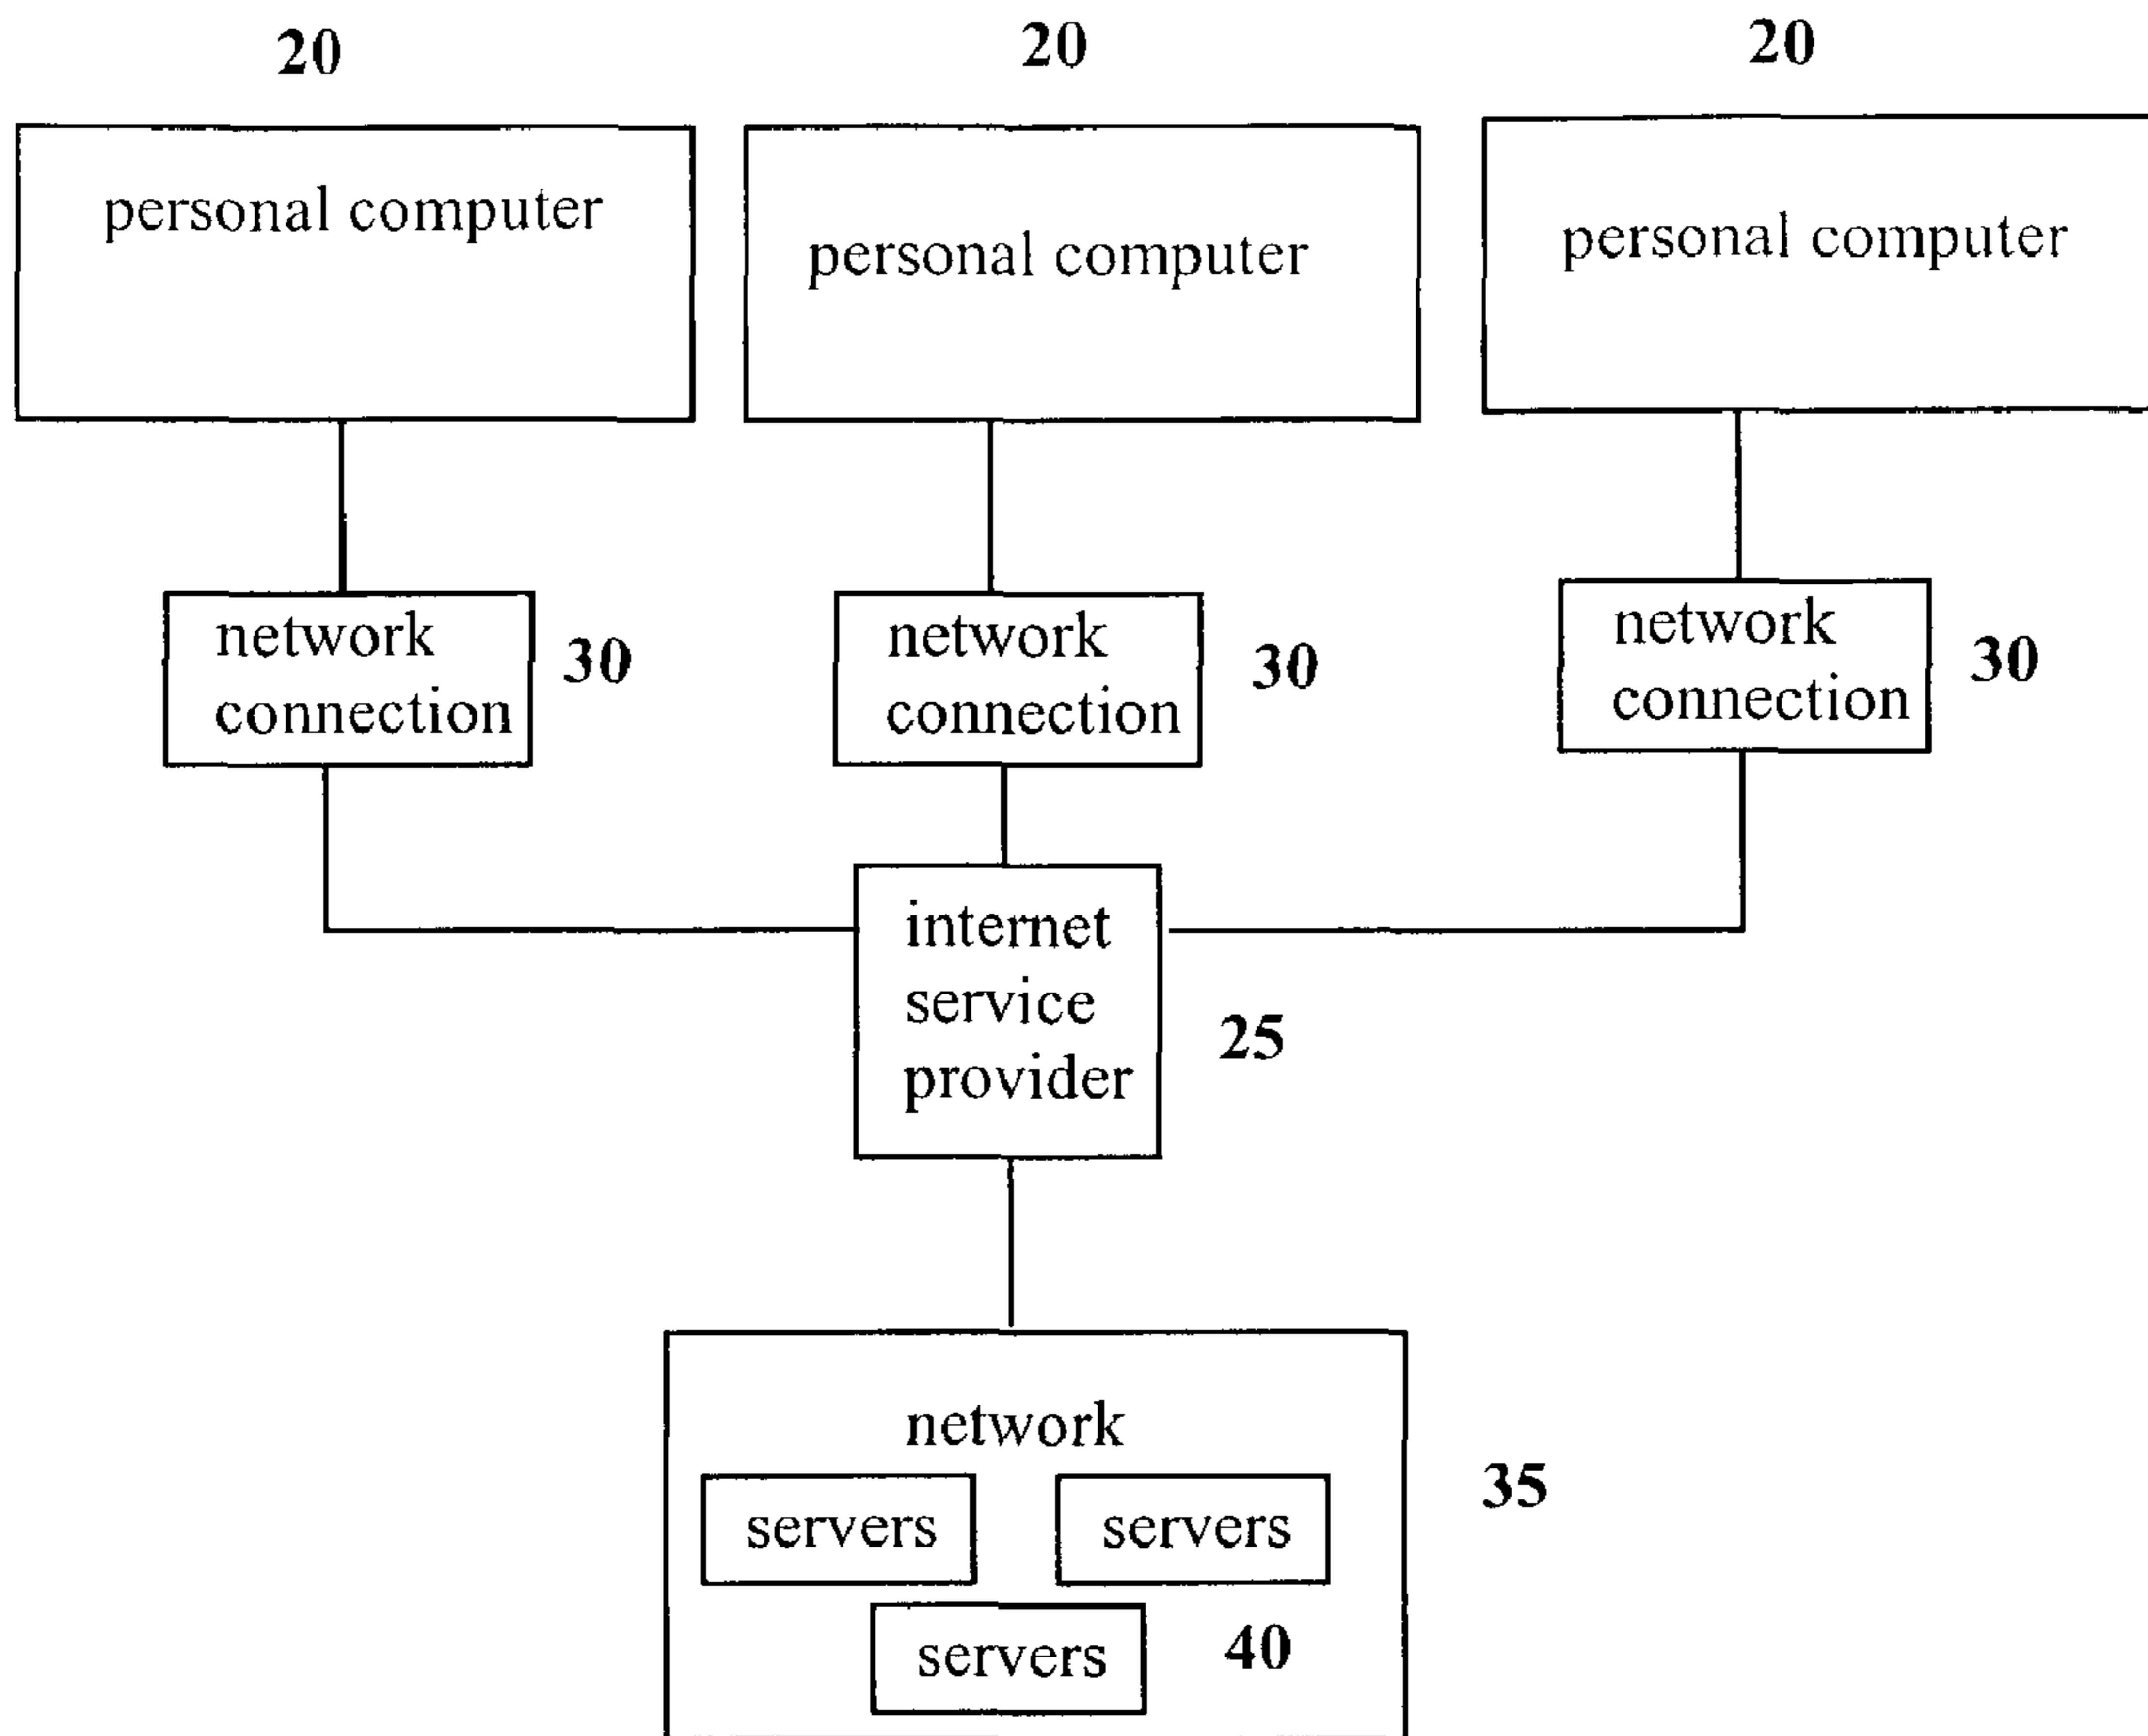 20
20
20
personal computer
personal computer
personal computer
network
connection
30
network
connection
30
network
connection
30
internet
service
provider
25
network
35
servers
servers
servers
40